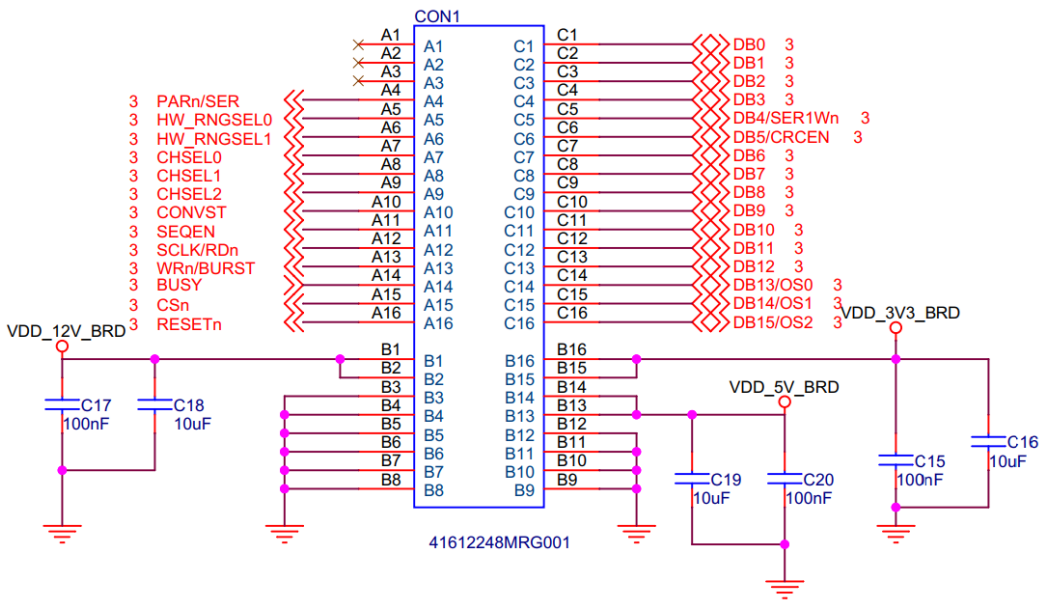 CON1
A1 A1 C1 C1 DB0 3
A2 A2 C2 C2 DB1 3
A3 A3 C3 C3 DB2 3
3 PARn/SER A4 A4 C4 C4 DB3 3
3 HW_RNGSEL0 A5 A5 C5 C5 DB4/SER1Wn 3
3 HW_RNGSEL1 A6 A6 C6 C6 DB5/CRCEN 3
3 CHSEL0 A7 A7 C7 C7 DB6 3
3 CHSEL1 A8 A8 C8 C8 DB7 3
3 CHSEL2 A9 A9 C9 C9 DB8 3
3 CONVST A10 A10 C10 C10 DB9 3
3 SEQEN A11 A11 C11 C11 DB10 3
3 SCLK/RDn A12 A12 C12 C12 DB11 3
3 WRn/BURST A13 A13 C13 C13 DB12 3
3 BUSY A14 A14 C14 C14 DB13/OS0 3
3 CSn A15 A15 C15 C15 DB14/OS1 3
3 RESETn A16 A16 C16 C16 DB15/OS2 3
VDD_12V_BRD VDD_3V3_BRD
B1 B1 B16 B16
B2 B2 B15 B15
B3 B3 B14 B14 VDD_5V_BRD
B4 B4 B13 B13
B5 B5 B12 B12
B6 B6 B11 B11
B7 B7 B10 B10
B8 B8 B9 B9
C17 C18
100nF 10uF
C16
10uF
C15
100nF
C19 C20
10uF 100nF
41612248MRG001